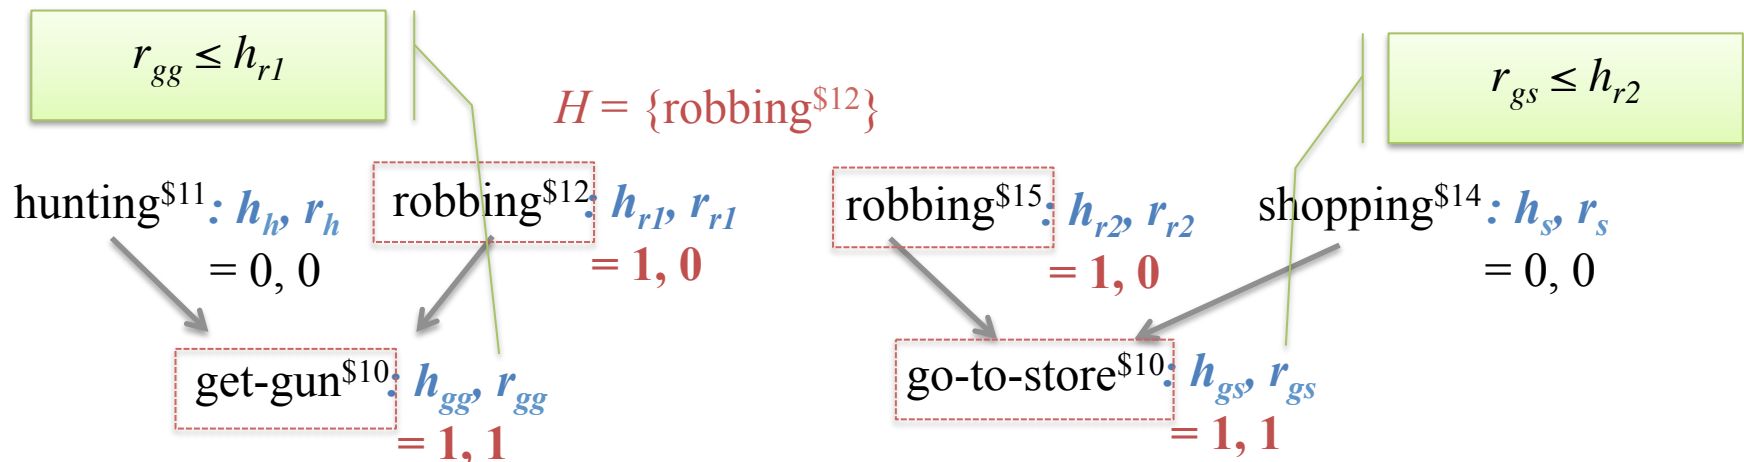 r_gg ≤ h_r1
H = {robbing^$12}
r_gs ≤ h_r2
hunting^$11 : h_h, r_h
= 0, 0
robbing^$12 : h_r1, r_r1
= 1, 0
robbing^$15 : h_r2, r_r2
= 1, 0
shopping^$14 : h_s, r_s
= 0, 0
get-gun^$10 : h_gg, r_gg
= 1, 1
go-to-store^$10 : h_gs, r_gs
= 1, 1